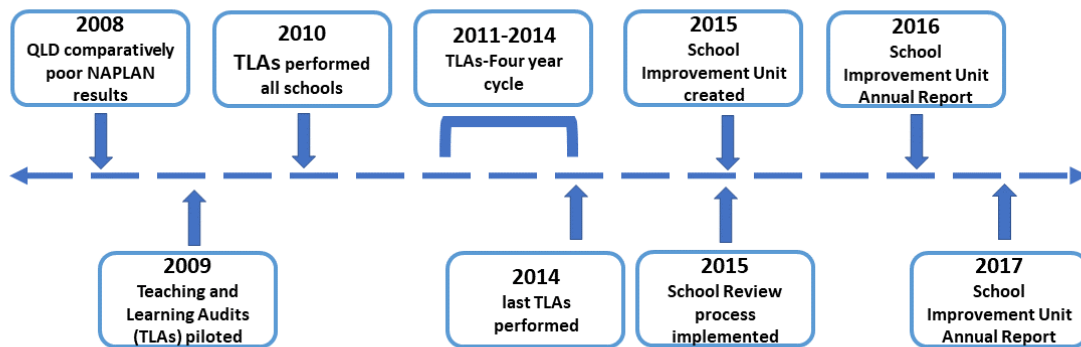 2008
QLD comparatively
poor NAPLAN
results
2010
TLAs performed
all schools
2011-2014
TLAs-Four year
cycle
2015
School
Improvement Unit
created
2016
School
Improvement Unit
Annual Report
2009
Teaching and
Learning Audits
(TLAs) piloted
2014
last TLAs
performed
2015
School Review
process
implemented
2017
School
Improvement Unit
Annual Report